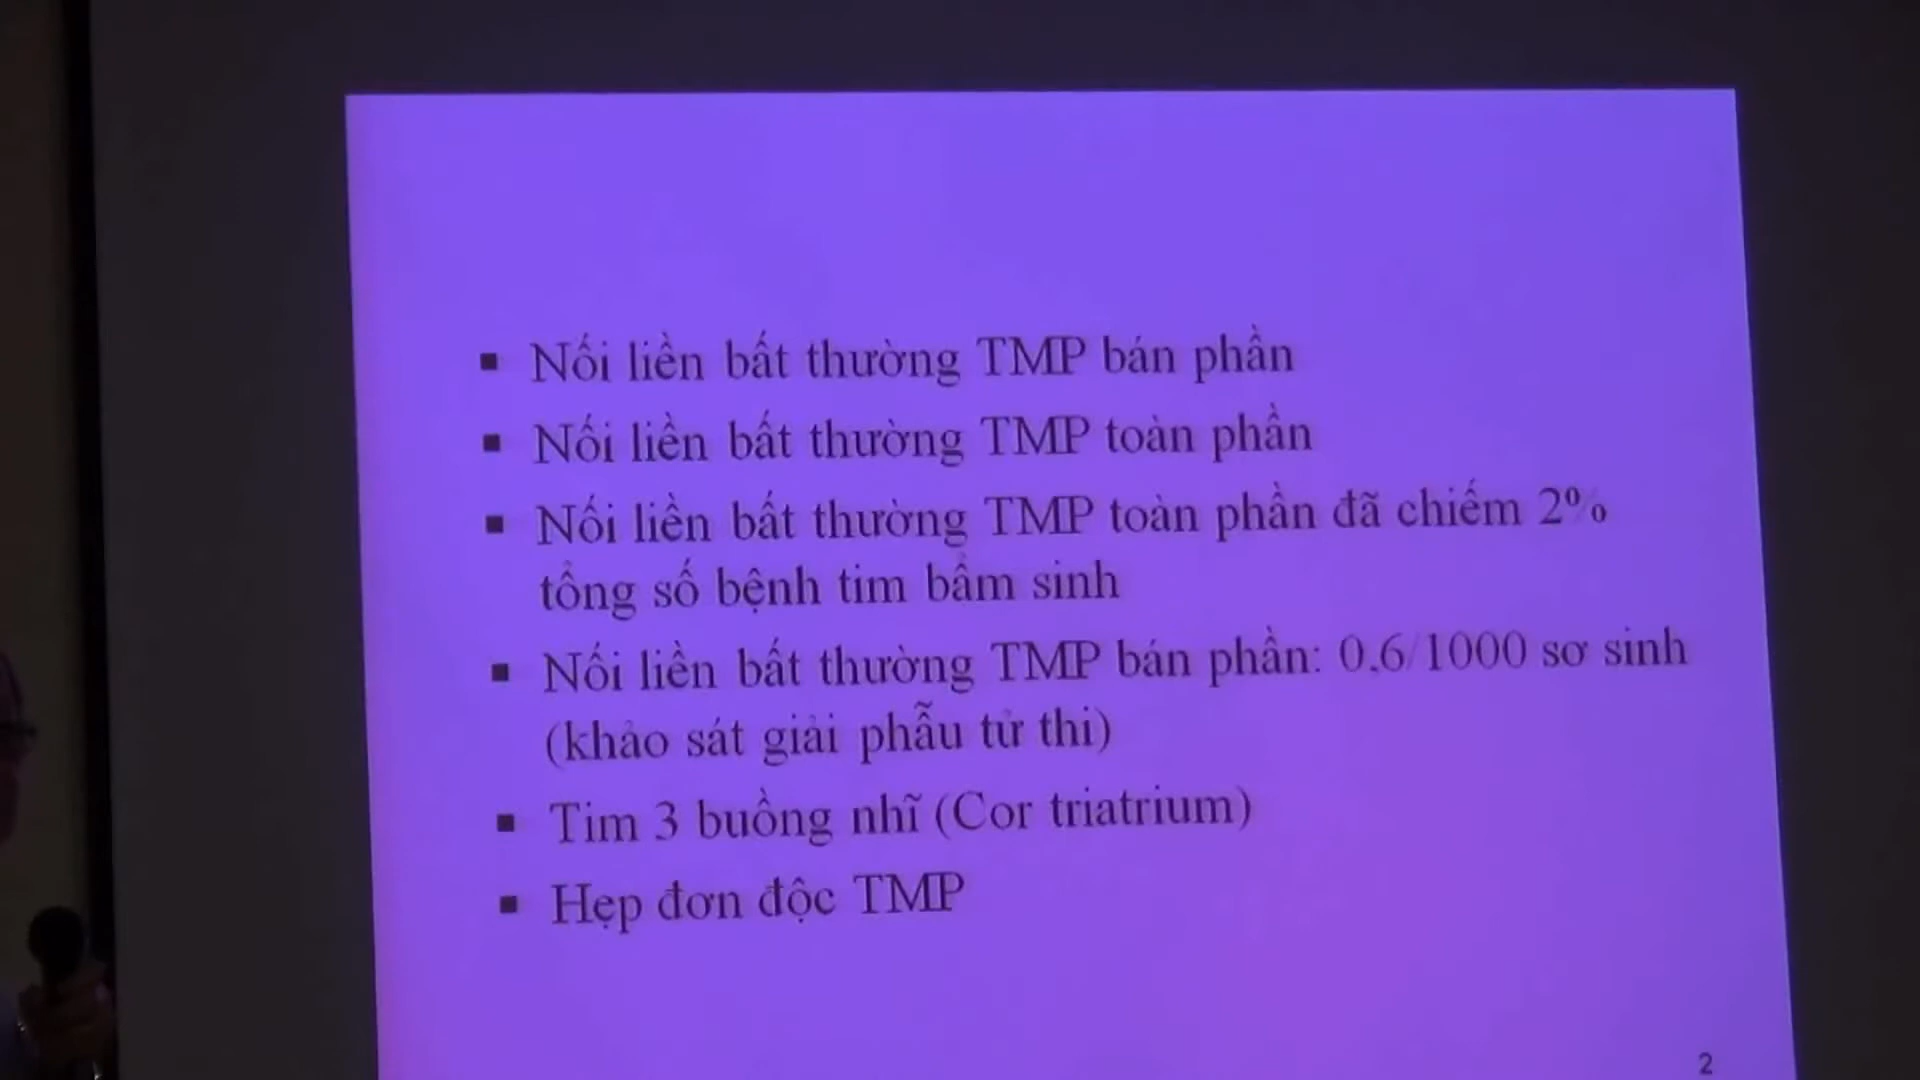 ▪ Nối liền bất thường TMP bán phần
▪ Nối liền bất thường TMP toàn phần
▪ Nối liền bất thường TMP toàn phần đã chiếm 2%
tổng số bệnh tim bẩm sinh
▪ Nối liền bất thường TMP bán phần: 0,6/1000 sơ sinh
(khảo sát giải phẫu tử thi)
▪ Tim 3 buồng nhĩ (Cor triatrium)
▪ Hẹp đơn độc TMP
2